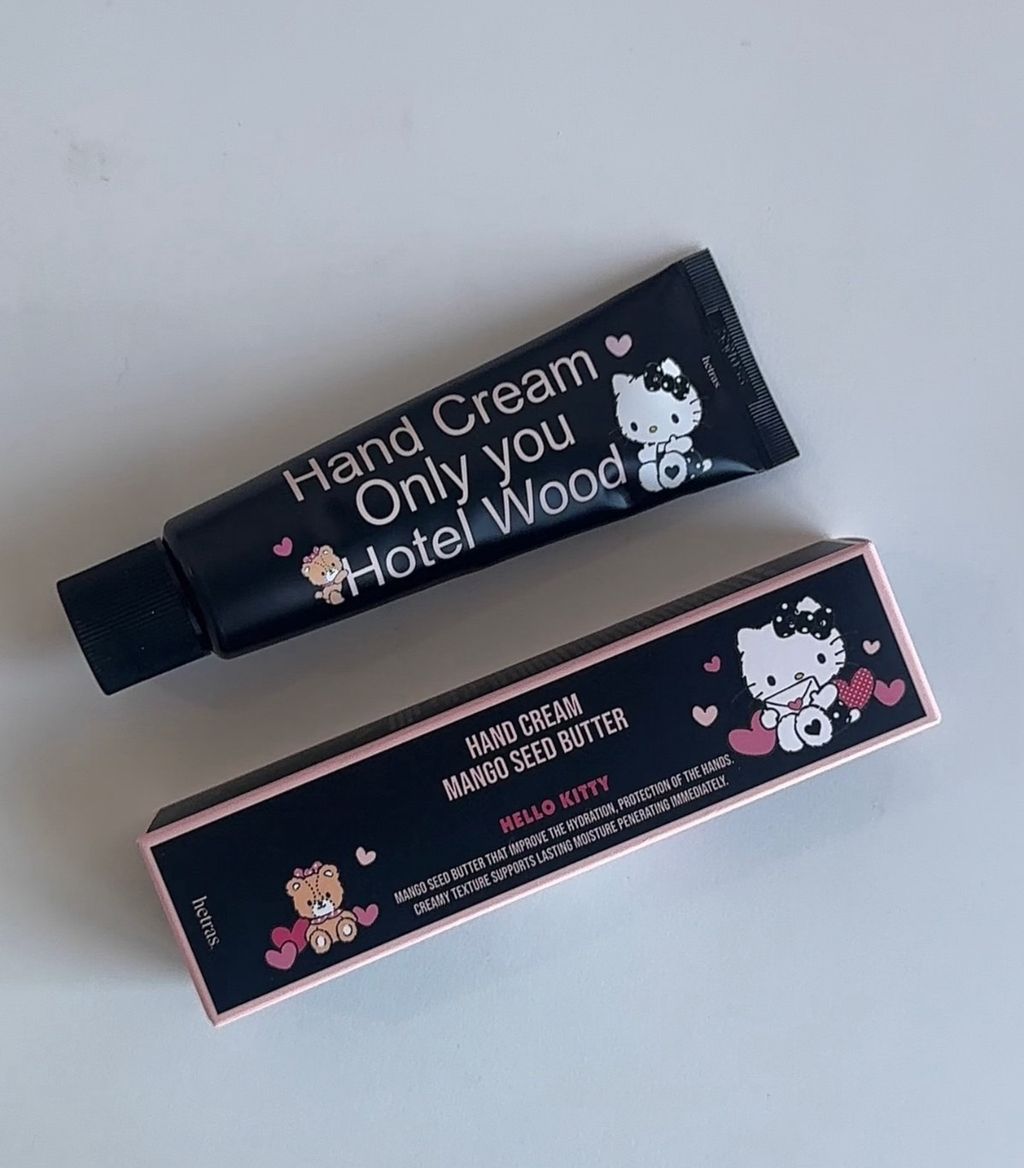 Hand Cream
Only you
Hotel Wood
hetras.
HAND CREAM
MANGO SEED BUTTER
HELLO KITTY
MANGO SEED BUTTER THAT IMPROVE THE HYDRATION, PROTECTION OF THE HANDS.
CREAMY TEXTURE SUPPORTS LASTING MOISTURE PENERATING IMMEDIATELY.
hetras.